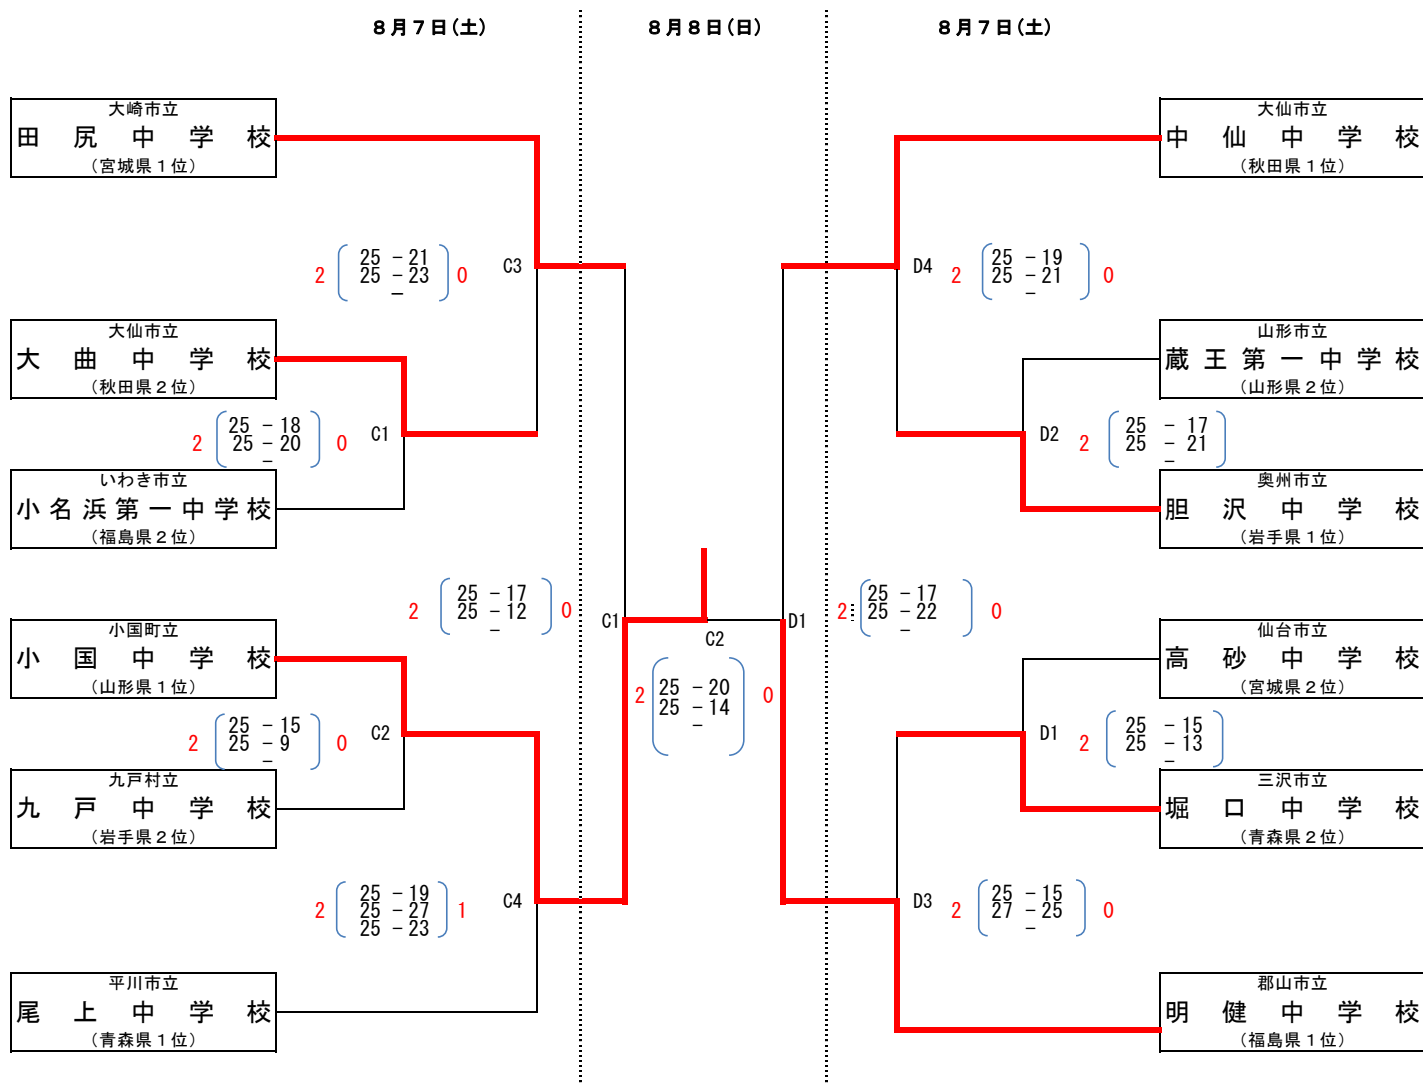 8月7日(土)
8月8日(日)
8月7日(土)
大崎市立
田尻中学校
(宮城県1位)
2 25-21 0
25-23
-
C3
大仙市立
大曲中学校
(秋田県2位)
2 25-18 0
25-20
-
C1
いわき市立
小名浜第一中学校
(福島県2位)
2 25-17 0
25-12
-
C1
小国町立
小国中学校
(山形県1位)
2 25-15 0
25-9
-
C2
九戸村立
九戸中学校
(岩手県2位)
2 25-19 1
25-27
25-23
C4
平川市立
尾上中学校
(青森県1位)
C2
2 25-20 0
25-14
-
大仙市立
中仙中学校
(秋田県1位)
D4
2 25-19 0
25-21
-
山形市立
蔵王第一中学校
(山形県2位)
D2
2 25-17
25-21
-
奥州市立
胆沢中学校
(岩手県1位)
D1
2 25-17 0
25-22
-
仙台市立
高砂中学校
(宮城県2位)
D1
2 25-15
25-13
-
三沢市立
堀口中学校
(青森県2位)
D3
2 25-15 0
27-25
-
郡山市立
明健中学校
(福島県1位)